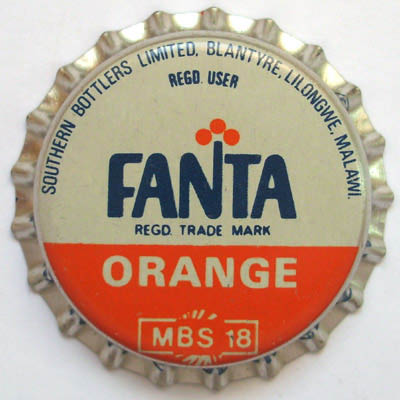 SOUTHERN BOTTLERS LIMITED, BLANTYRE, LILONGWE, MALAWI.
REGD. USER
FANTA
REGD. TRADE MARK
ORANGE
MBS 18